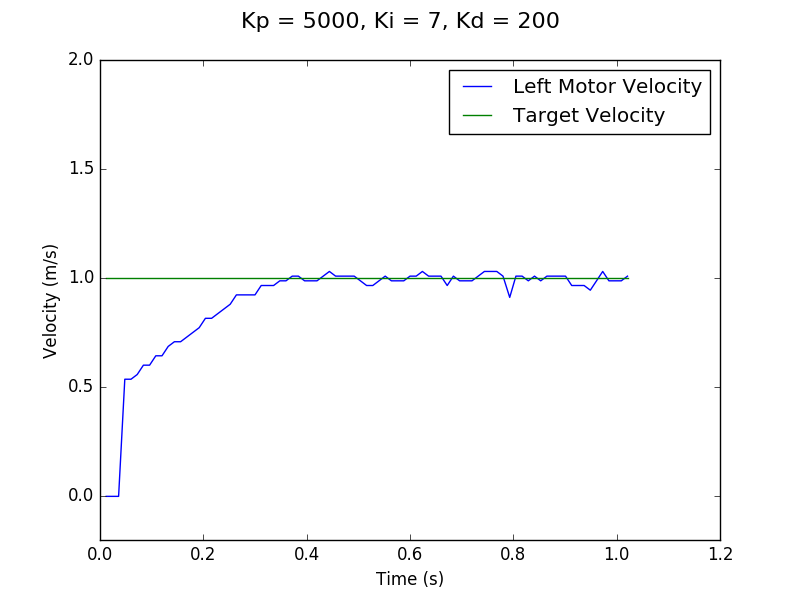 Kp = 5000, Ki = 7, Kd = 200
Left Motor Velocity
Target Velocity
2.0
1.5
1.0
0.5
0.0
Velocity (m/s)
0.0 0.2 0.4 0.6 0.8 1.0 1.2
Time (s)